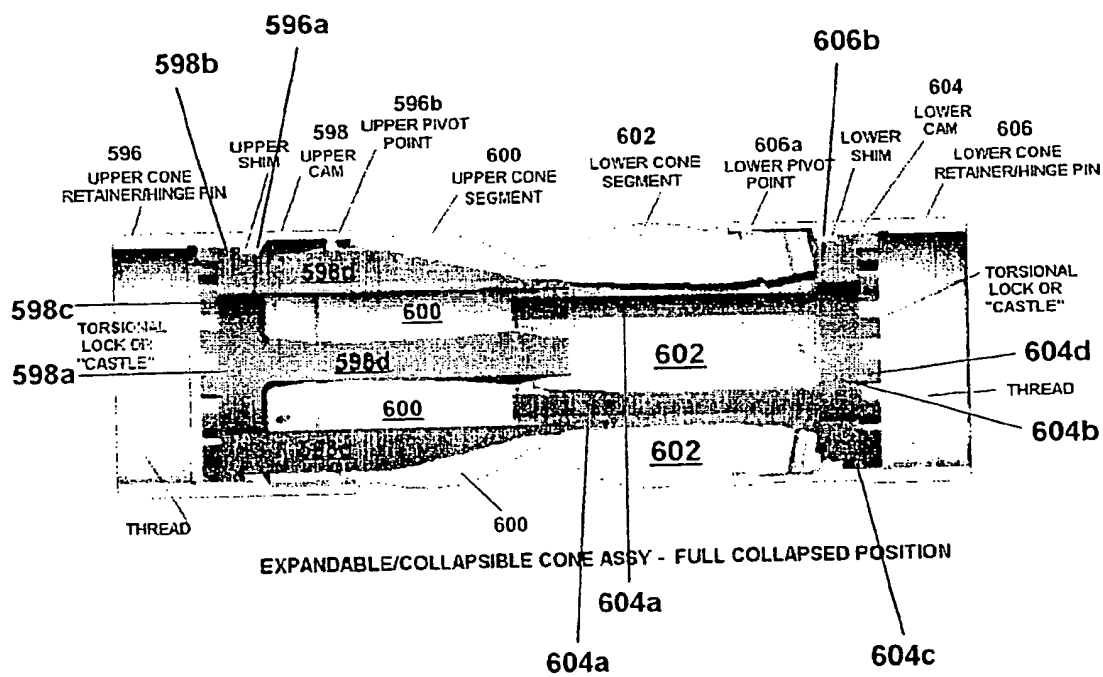 596a
606b
598b
604
LOWER
CAM
596b
UPPER PIVOT
POINT
598
UPPER
CAM
602
LOWER CONE
SEGMENT
606
LOWER CONE
RETAINER/HINGE PIN
596
UPPER CONE
RETAINER/HINGE PIN
UPPER
SHIM
600
UPPER CONE
SEGMENT
606a
LOWER PIVOT
POINT
LOWER
SHIM
598d
TORSIONAL
LOCK OR
"CASTLE"
598c
600
TORSIONAL
LOCK OR
"CASTLE"
602
604d
598a
598d
THREAD
600
604b
598d
602
THREAD
600
EXPANDABLE/COLLAPSIBLE CONE ASSY - FULL COLLAPSED POSITION
604a
604a
604c